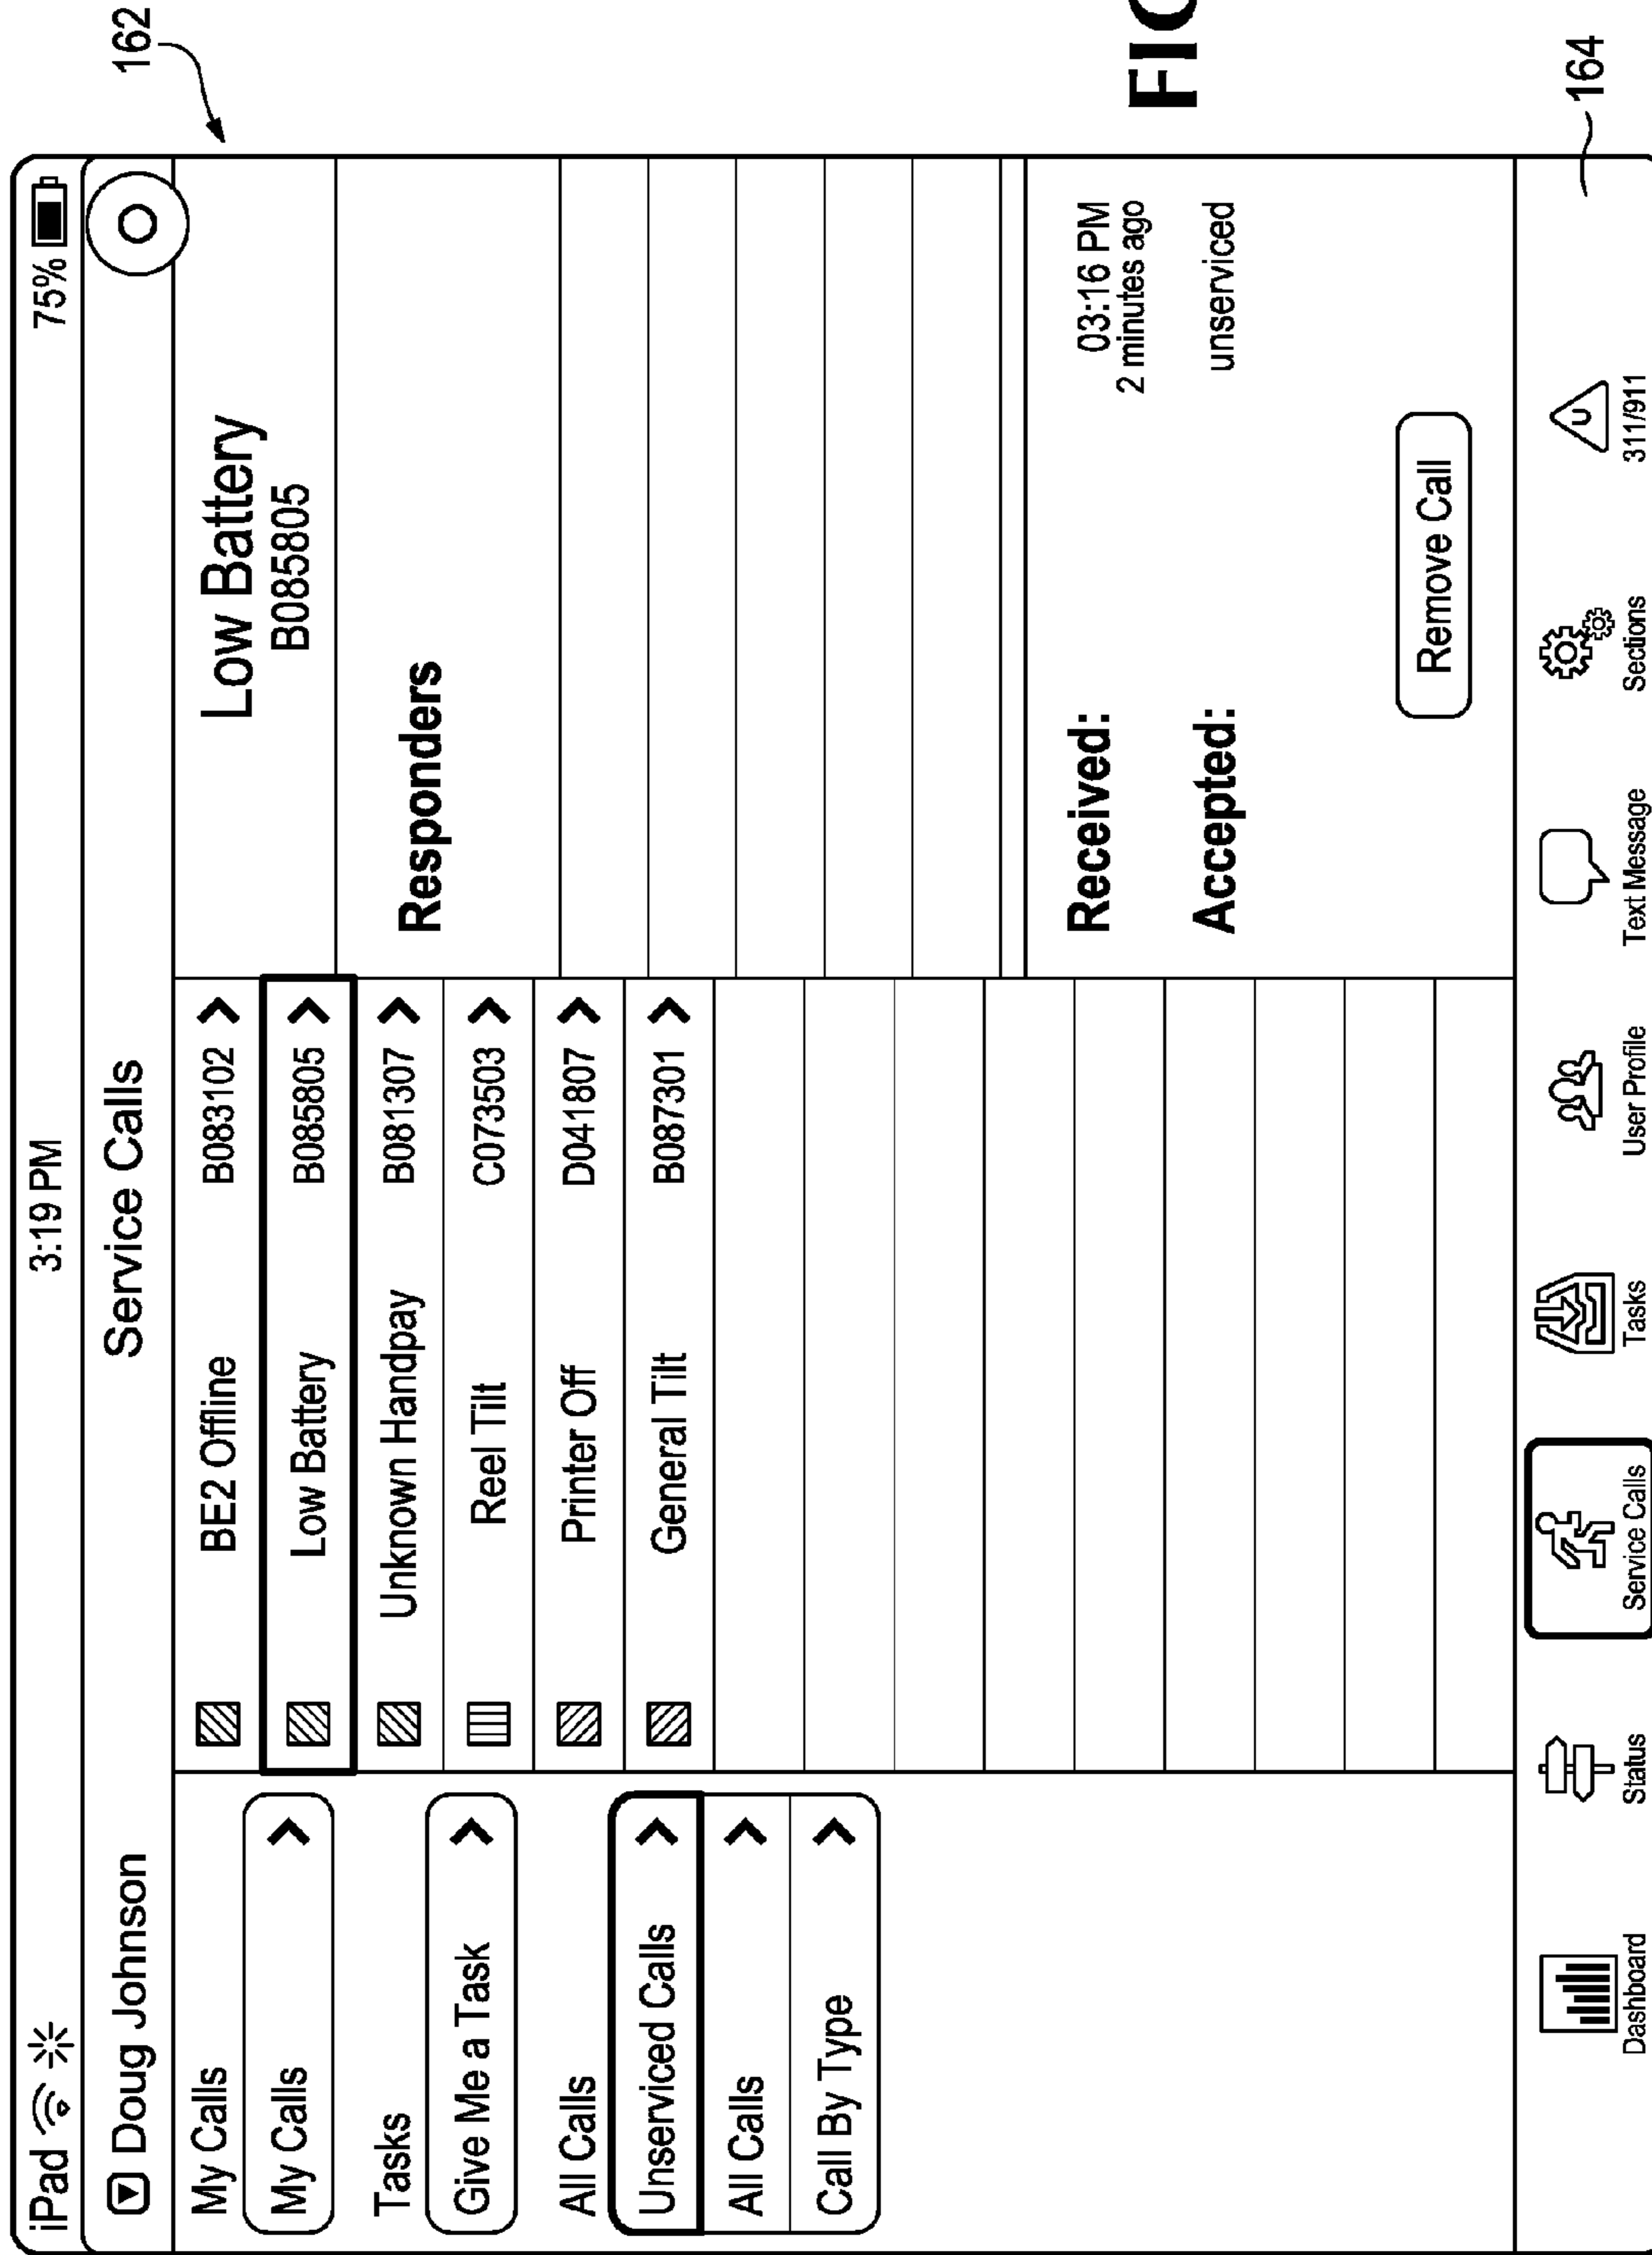 iPad 3:19 PM 75%
Doug Johnson Service Calls
My Calls
My Calls
Tasks
Give Me a Task
All Calls
Unserviced Calls
All Calls
Call By Type
BE2 Offline B083102
Low Battery B085805
Unknown Handpay B081307
Reel Tilt C073503
Printer Off D041807
General Tilt B087301
Low Battery
B085805
Responders
Received: 03:16 PM
2 minutes ago
Accepted: unserviced
Remove Call
Dashboard
Status
Service Calls
Tasks
User Profile
Text Message
Sections
311/911
162
164